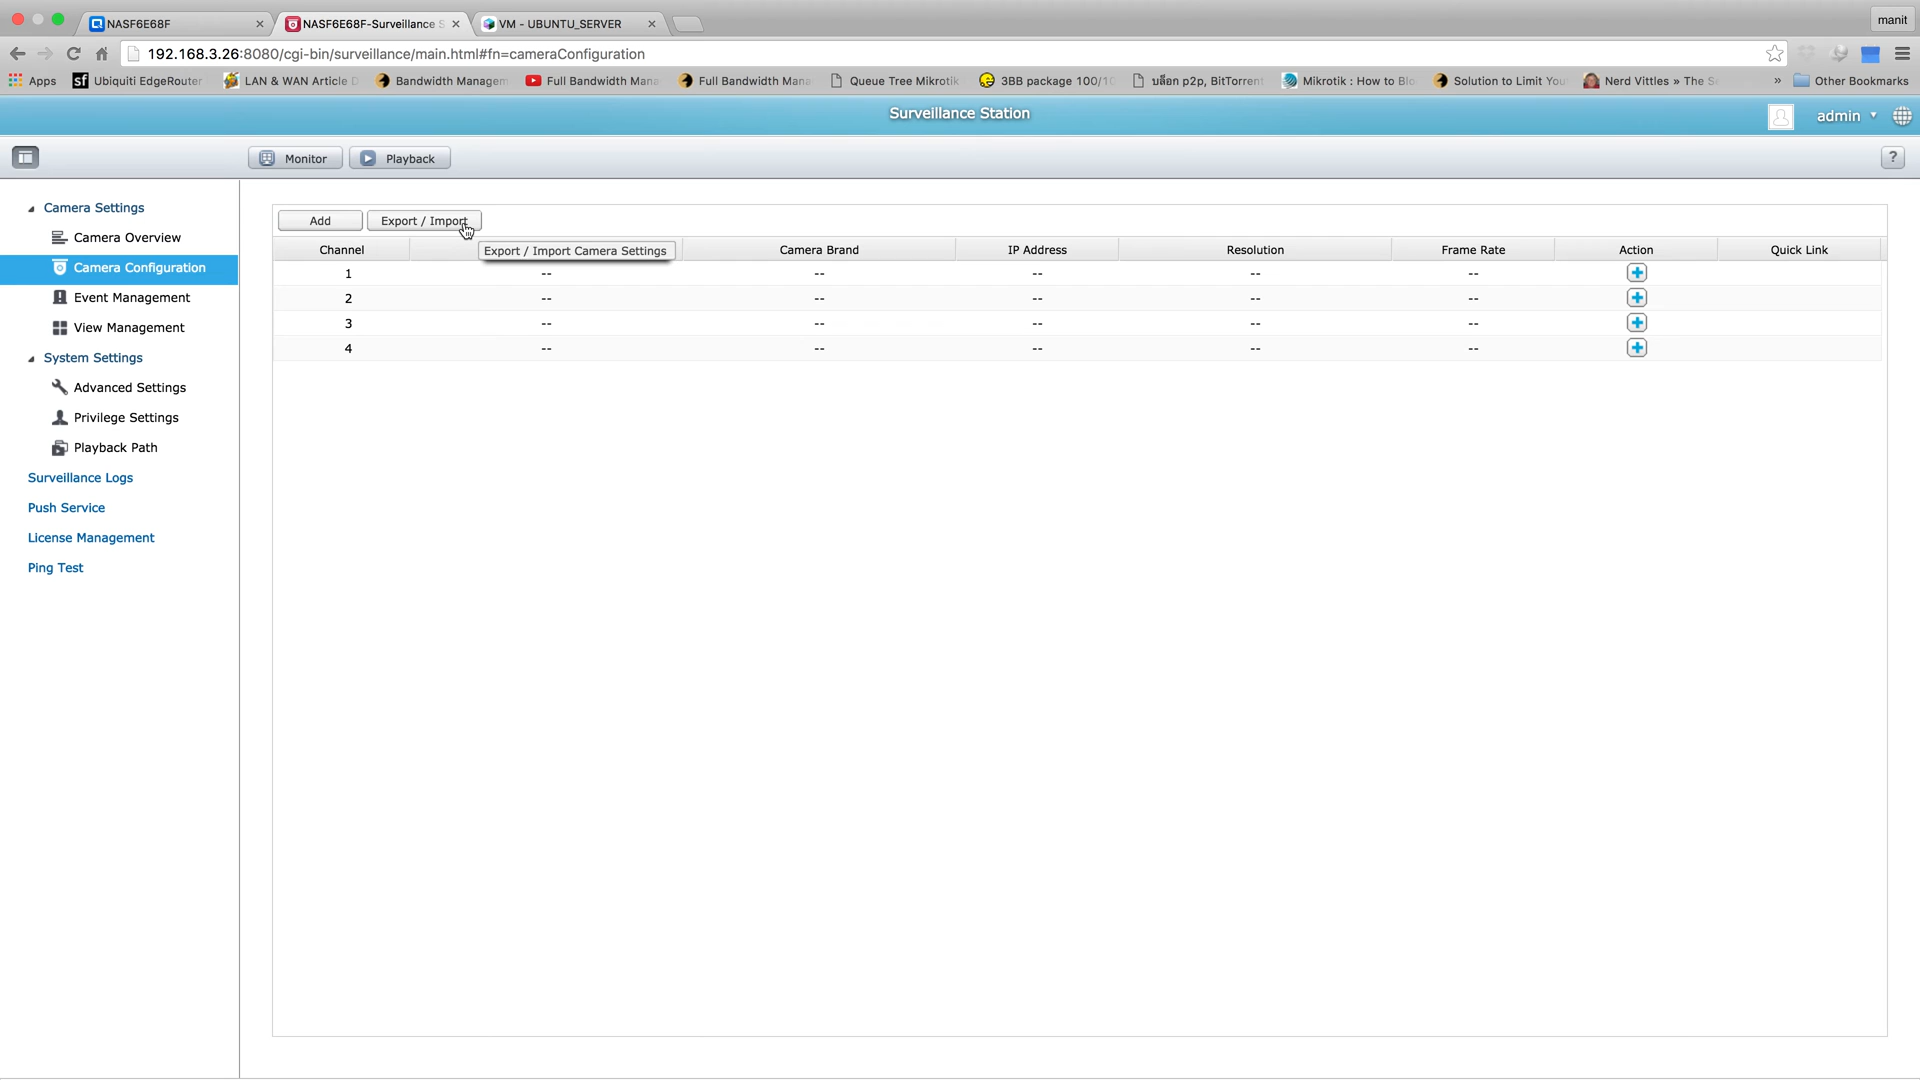 NASF6E68F
NASF6E68F-Surveillance S
VM - UBUNTU_SERVER
manit
192.168.3.26:8080/cgi-bin/surveillance/main.html#fn=cameraConfiguration
Apps
sf Ubiquiti EdgeRouter
LAN & WAN Article D
Bandwidth Managem
Full Bandwidth Mana
Full Bandwidth Mana
Queue Tree Mikrotik
3BB package 100/10
บล็อก p2p, BitTorrent
Mikrotik : How to Blo
Solution to Limit You
Nerd Vittles » The Se
»
Other Bookmarks
Surveillance Station
admin
Monitor
Playback
?
Camera Settings
Camera Overview
Camera Configuration
Event Management
View Management
System Settings
Advanced Settings
Privilege Settings
Playback Path
Surveillance Logs
Push Service
License Management
Ping Test
Add Export / Import
Export / Import Camera Settings
Channel Camera Brand IP Address Resolution Frame Rate Action Quick Link
1 -- -- -- -- --
2 -- -- -- -- --
3 -- -- -- -- --
4 -- -- -- -- --